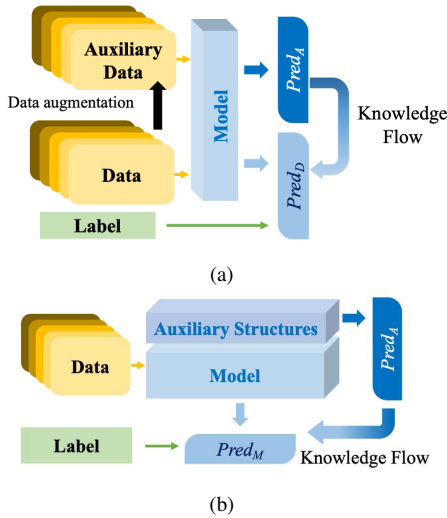 Auxiliary
Data
Data augmentation
Data
Label
Model
Pred_A
Pred_D
Knowledge
Flow
(a)
Auxiliary Structures
Data
Model
Pred_A
Label
Pred_M
Knowledge Flow
(b)